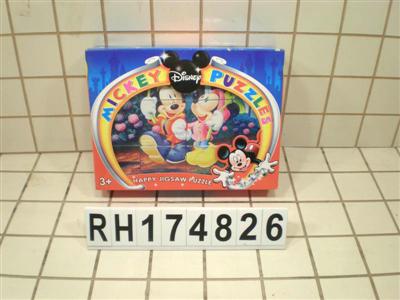 MICKEY PUZZLES
Disney
3+
HAPPY JIGSAW PUZZLE
RH174826